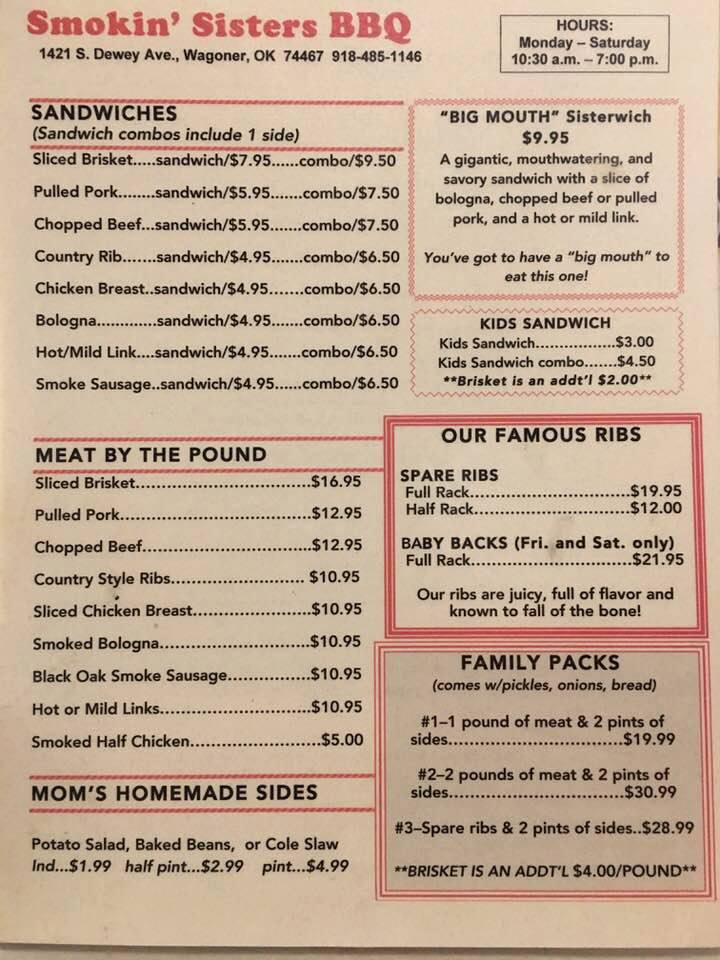 Smokin' Sisters BBQ
1421 S. Dewey Ave., Wagoner, OK 74467 918-485-1146
HOURS:
Monday – Saturday
10:30 a.m. – 7:00 p.m.
SANDWICHES
(Sandwich combos include 1 side)
Sliced Brisket.....sandwich/$7.95......combo/$9.50
Pulled Pork........sandwich/$5.95......combo/$7.50
Chopped Beef...sandwich/$5.95......combo/$7.50
Country Rib.......sandwich/$4.95.......combo/$6.50
Chicken Breast..sandwich/$4.95.......combo/$6.50
Bologna.............sandwich/$4.95......combo/$6.50
Hot/Mild Link....sandwich/$4.95......combo/$6.50
Smoke Sausage..sandwich/$4.95......combo/$6.50
"BIG MOUTH" Sisterwich
$9.95
A gigantic, mouthwatering, and
savory sandwich with a slice of
bologna, chopped beef or pulled
pork, and a hot or mild link.
You've got to have a "big mouth" to
eat this one!
KIDS SANDWICH
Kids Sandwich.................$3.00
Kids Sandwich combo.......$4.50
**Brisket is an addt'l $2.00**
MEAT BY THE POUND
Sliced Brisket...................................$16.95
Pulled Pork......................................$12.95
Chopped Beef.................................$12.95
Country Style Ribs........................... $10.95
Sliced Chicken Breast.......................$10.95
Smoked Bologna..............................$10.95
Black Oak Smoke Sausage................$10.95
Hot or Mild Links..............................$10.95
Smoked Half Chicken..........................$5.00
OUR FAMOUS RIBS
SPARE RIBS
Full Rack.................................$19.95
Half Rack................................$12.00
BABY BACKS (Fri. and Sat. only)
Full Rack.................................$21.95
Our ribs are juicy, full of flavor and
known to fall of the bone!
FAMILY PACKS
(comes w/pickles, onions, bread)
#1–1 pound of meat & 2 pints of
sides....................................$19.99
#2–2 pounds of meat & 2 pints of
sides....................................$30.99
#3–Spare ribs & 2 pints of sides..$28.99
**BRISKET IS AN ADDT'L $4.00/POUND**
MOM'S HOMEMADE SIDES
Potato Salad, Baked Beans, or Cole Slaw
Ind...$1.99 half pint...$2.99 pint...$4.99